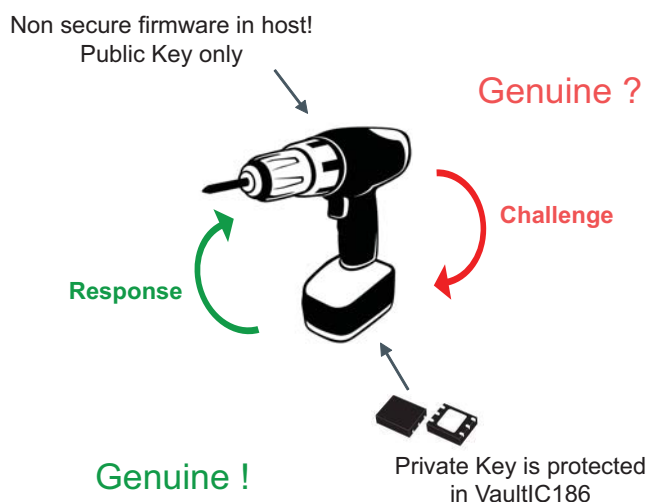 Non secure firmware in host!
Public Key only
Genuine ?
Challenge
Response
Genuine !
Private Key is protected
in VaultIC186